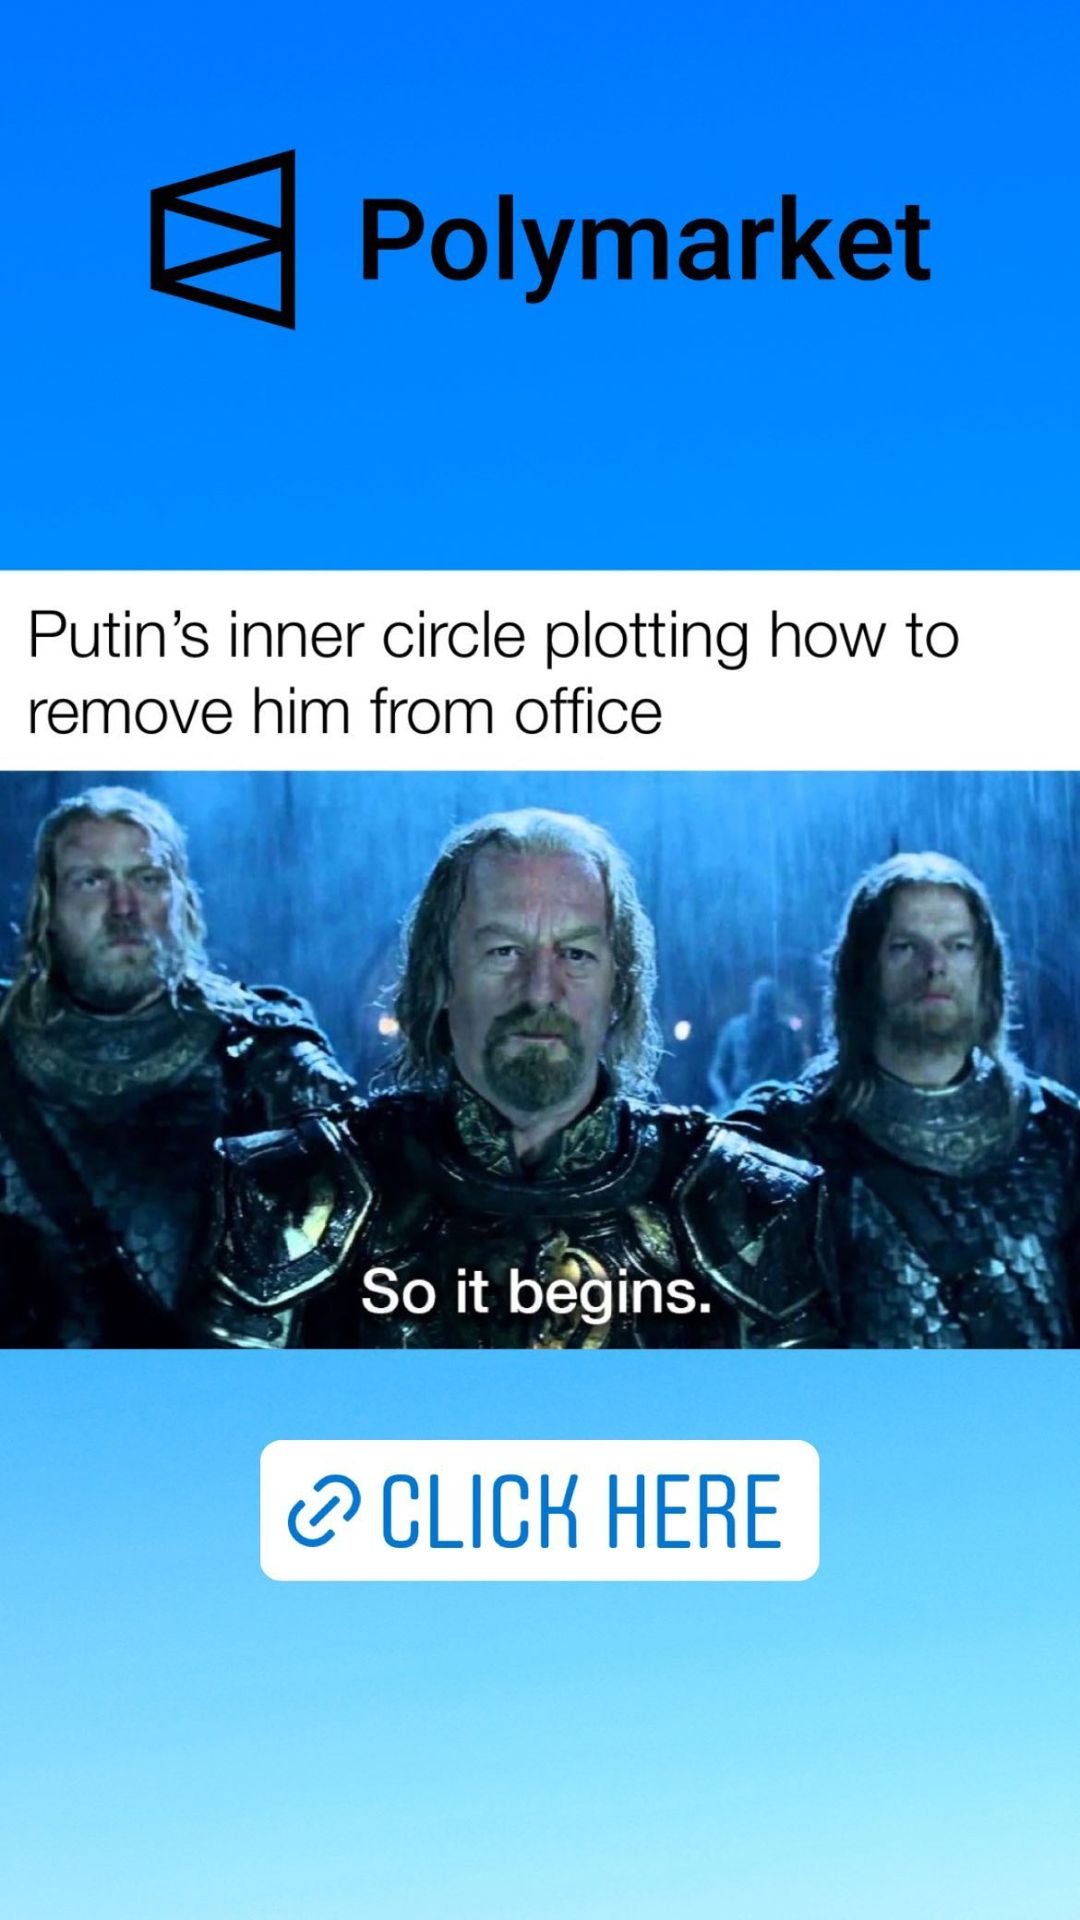 Polymarket
Putin’s inner circle plotting how to
remove him from office
So it begins.
CLICK HERE